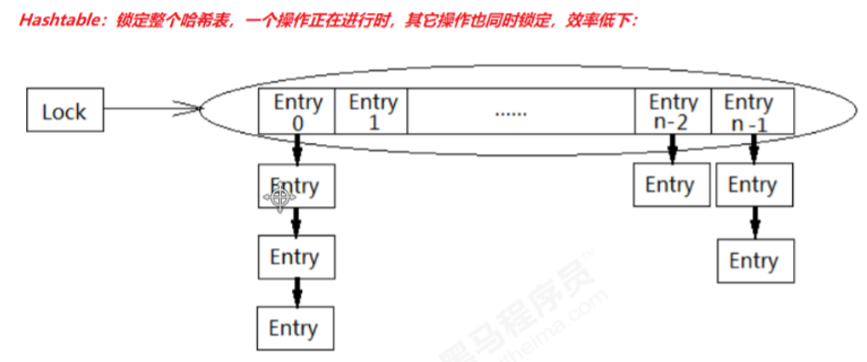 Hashtable：锁定整个哈希表，一个操作正在进行时，其它操作也同时锁定，效率低下：
Lock
Entry Entry Entry Entry
0 1 ...... n-2 n-1
Entry Entry Entry
Entry Entry
Entry
黑马程序员™
itheima.com